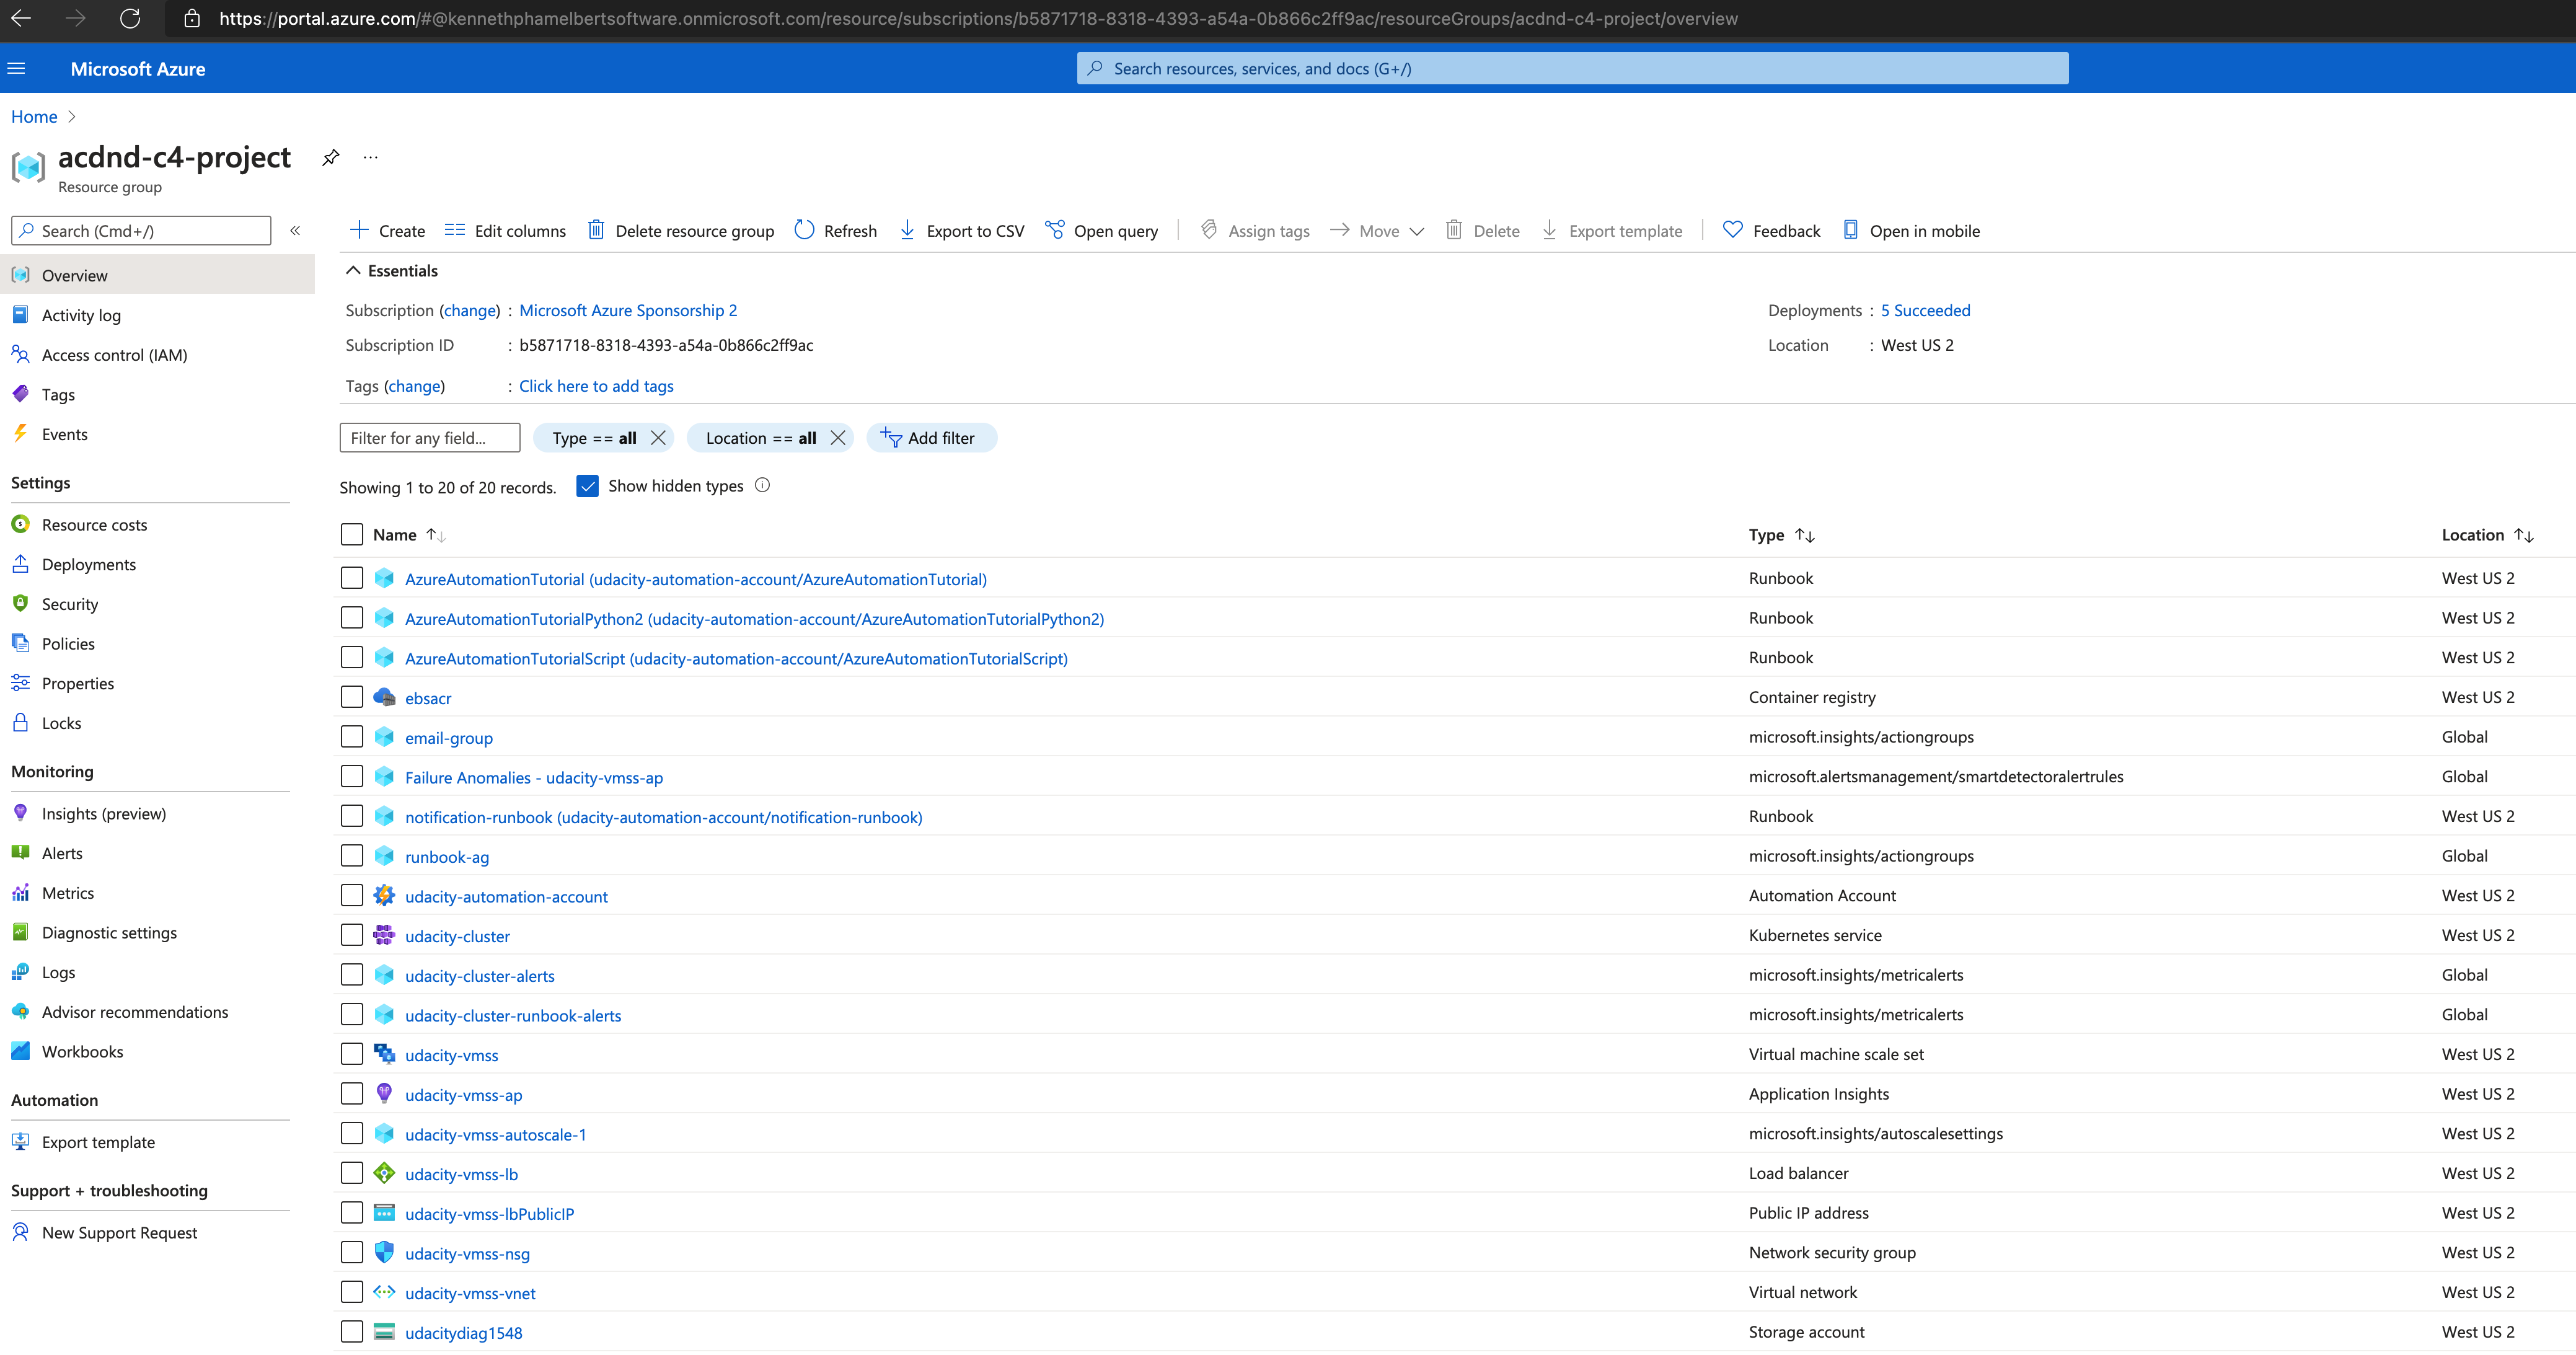 https://portal.azure.com/#@kennethphamelbertsoftware.onmicrosoft.com/resource/subscriptions/b5871718-8318-4393-a54a-0b866c2ff9ac/resourceGroups/acdnd-c4-project/overview
Microsoft Azure
Search resources, services, and docs (G+/)
Home >
acdnd-c4-project ...
Resource group
Search (Cmd+/) «
Create Edit columns Delete resource group Refresh Export to CSV Open query Assign tags Move Delete Export template Feedback Open in mobile
Overview
Activity log
Access control (IAM)
Tags
Events
Settings
Resource costs
Deployments
Security
Policies
Properties
Locks
Monitoring
Insights (preview)
Alerts
Metrics
Diagnostic settings
Logs
Advisor recommendations
Workbooks
Automation
Export template
Support + troubleshooting
New Support Request
Essentials
Subscription (change) : Microsoft Azure Sponsorship 2
Subscription ID : b5871718-8318-4393-a54a-0b866c2ff9ac
Tags (change) : Click here to add tags
Deployments : 5 Succeeded
Location : West US 2
Filter for any field... Type == all Location == all Add filter
Showing 1 to 20 of 20 records. Show hidden types
Name Type Location
AzureAutomationTutorial (udacity-automation-account/AzureAutomationTutorial) Runbook West US 2
AzureAutomationTutorialPython2 (udacity-automation-account/AzureAutomationTutorialPython2) Runbook West US 2
AzureAutomationTutorialScript (udacity-automation-account/AzureAutomationTutorialScript) Runbook West US 2
ebsacr Container registry West US 2
email-group microsoft.insights/actiongroups Global
Failure Anomalies - udacity-vmss-ap microsoft.alertsmanagement/smartdetectoralertrules Global
notification-runbook (udacity-automation-account/notification-runbook) Runbook West US 2
runbook-ag microsoft.insights/actiongroups Global
udacity-automation-account Automation Account West US 2
udacity-cluster Kubernetes service West US 2
udacity-cluster-alerts microsoft.insights/metricalerts Global
udacity-cluster-runbook-alerts microsoft.insights/metricalerts Global
udacity-vmss Virtual machine scale set West US 2
udacity-vmss-ap Application Insights West US 2
udacity-vmss-autoscale-1 microsoft.insights/autoscalesettings West US 2
udacity-vmss-lb Load balancer West US 2
udacity-vmss-lbPublicIP Public IP address West US 2
udacity-vmss-nsg Network security group West US 2
udacity-vmss-vnet Virtual network West US 2
udacitydiag1548 Storage account West US 2